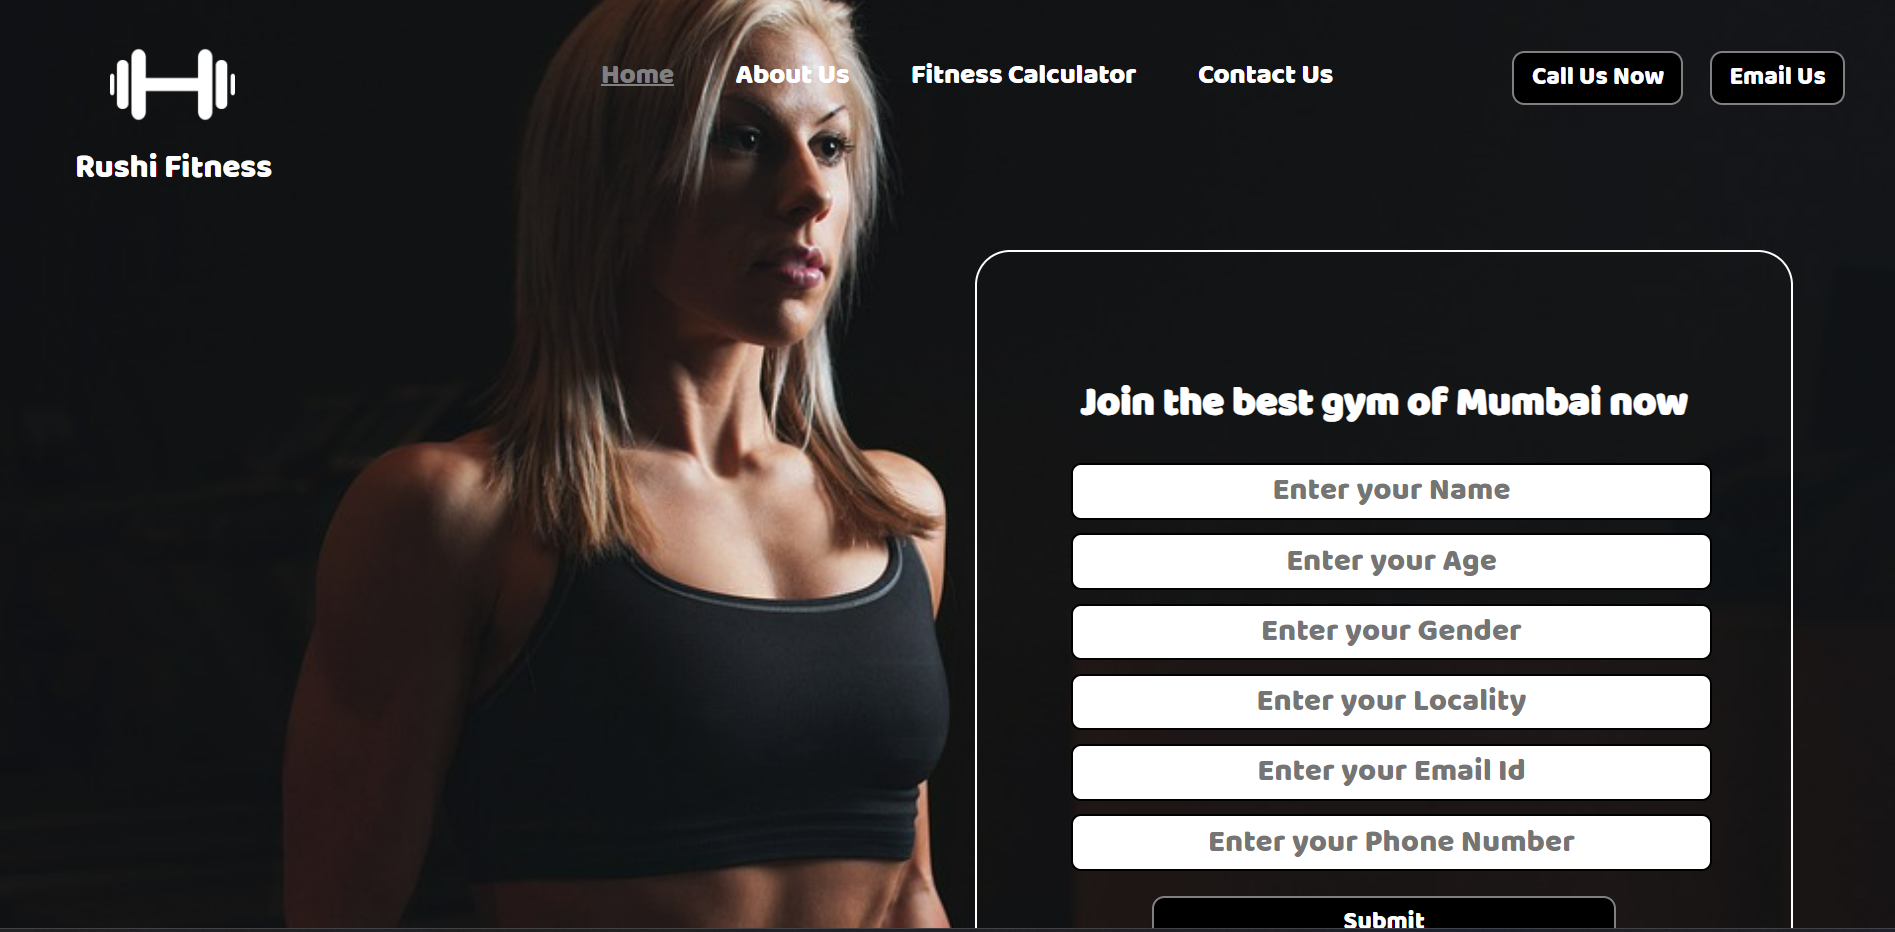 Home
About Us
Fitness Calculator
Contact Us
Call Us Now
Email Us
Rushi Fitness
Join the best gym of Mumbai now
Enter your Name
Enter your Age
Enter your Gender
Enter your Locality
Enter your Email Id
Enter your Phone Number
Submit